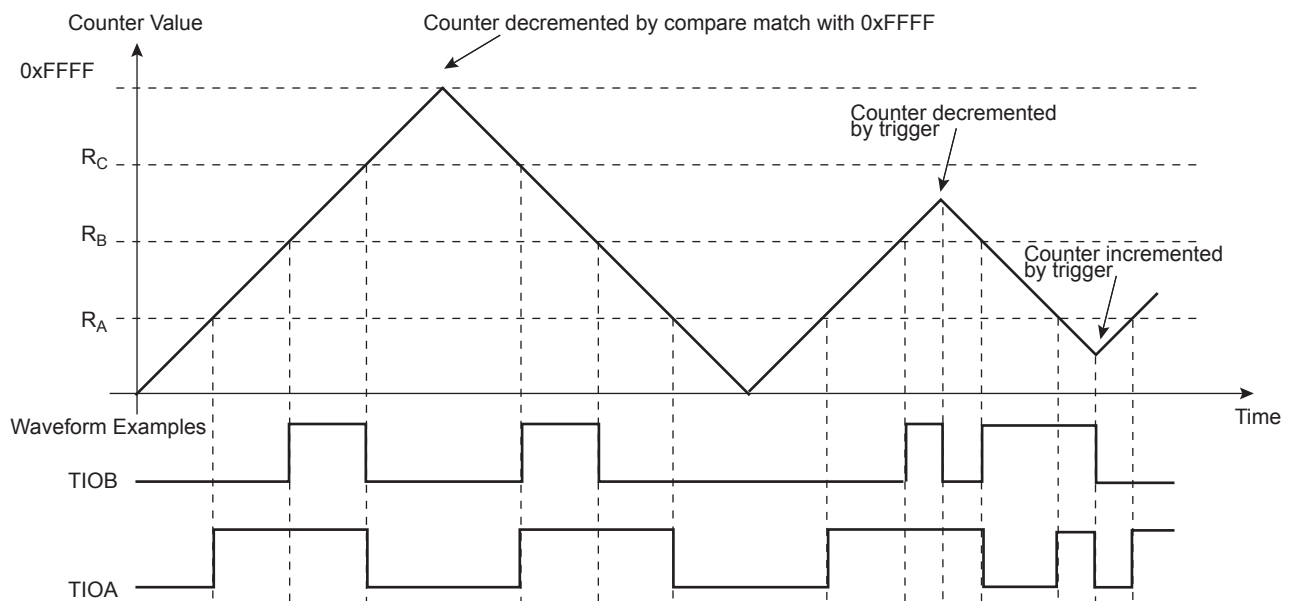 Counter Value
Counter decremented by compare match with 0xFFFF
0xFFFF
Counter decremented
by trigger
RC
RB
Counter incremented
by trigger
RA
Time
Waveform Examples
TIOB
TIOA